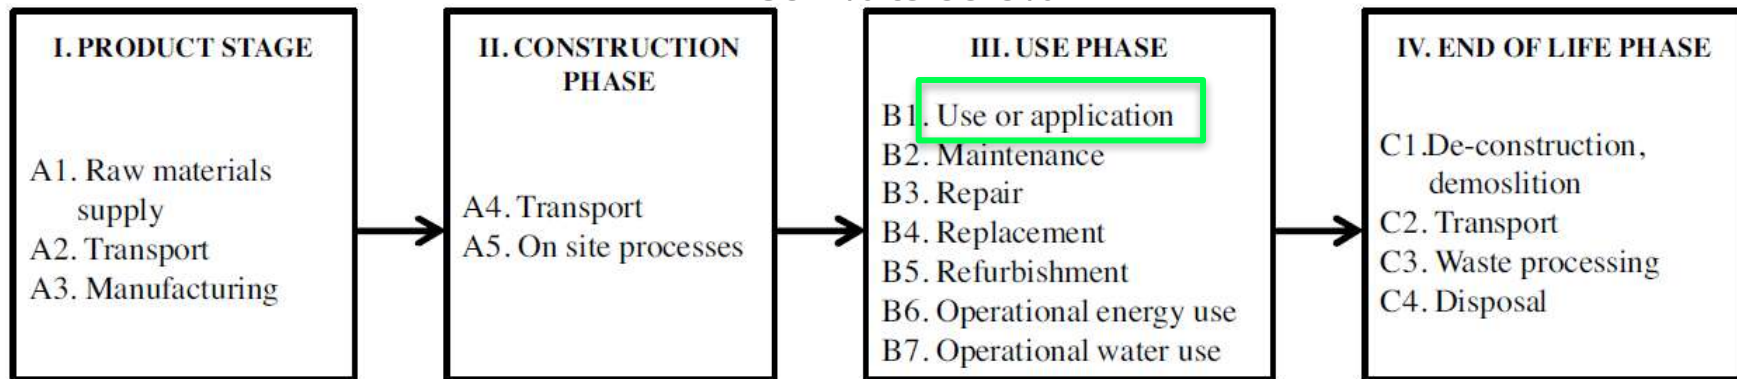 I. PRODUCT STAGE
A1. Raw materials
supply
A2. Transport
A3. Manufacturing
II. CONSTRUCTION
PHASE
A4. Transport
A5. On site processes
III. USE PHASE
B1. Use or application
B2. Maintenance
B3. Repair
B4. Replacement
B5. Refurbishment
B6. Operational energy use
B7. Operational water use
IV. END OF LIFE PHASE
C1.De-construction,
demoslition
C2. Transport
C3. Waste processing
C4. Disposal